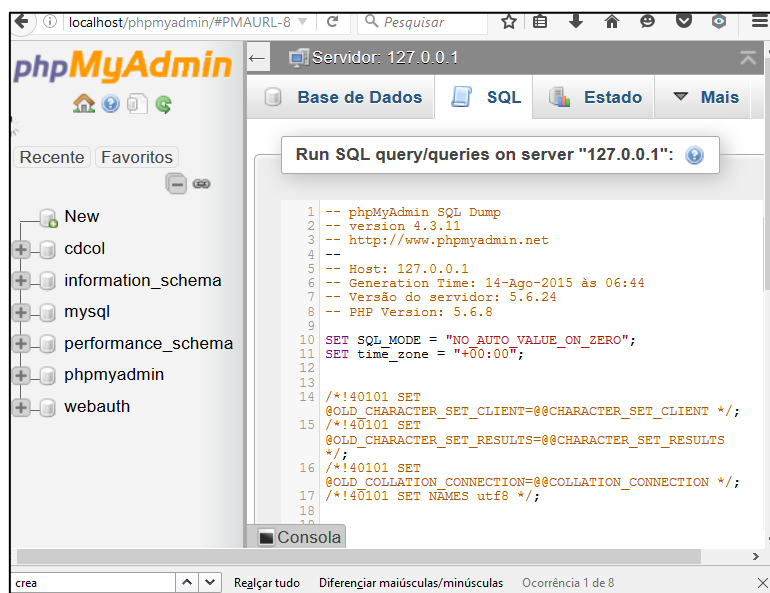 localhost/phpmyadmin/#PMAURL-8
Pesquisar
phpMyAdmin
Recente Favoritos
New
cdcol
information_schema
mysql
performance_schema
phpmyadmin
webauth
Servidor: 127.0.0.1
Base de Dados SQL Estado Mais
Run SQL query/queries on server "127.0.0.1":
1 -- phpMyAdmin SQL Dump
2 -- version 4.3.11
3 -- http://www.phpmyadmin.net
4 --
5 -- Host: 127.0.0.1
6 -- Generation Time: 14-Ago-2015 às 06:44
7 -- Versão do servidor: 5.6.24
8 -- PHP Version: 5.6.8
9
10 SET SQL_MODE = "NO_AUTO_VALUE_ON_ZERO";
11 SET time_zone = "+00:00";
12
13
14 /*!40101 SET
@OLD_CHARACTER_SET_CLIENT=@@CHARACTER_SET_CLIENT */;
15 /*!40101 SET
@OLD_CHARACTER_SET_RESULTS=@@CHARACTER_SET_RESULTS
*/;
16 /*!40101 SET
@OLD_COLLATION_CONNECTION=@@COLLATION_CONNECTION */;
17 /*!40101 SET NAMES utf8 */;
18
Consola
crea Realçar tudo Diferenciar maiúsculas/minúsculas Ocorrência 1 de 8